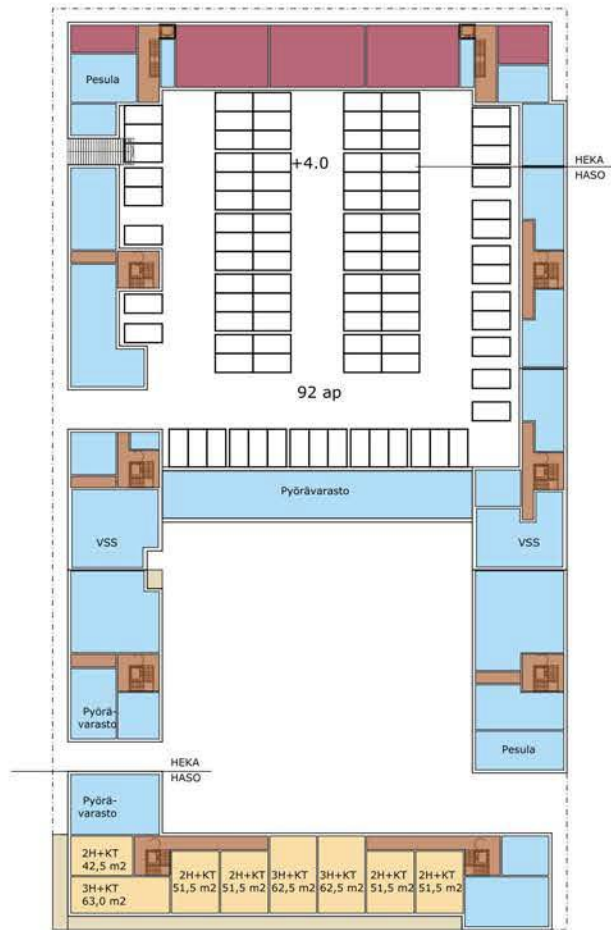 Pesula
+4.0
HEKA
HASO
92 ap
Pyörävarasto
VSS
VSS
Pyörä-
varasto
Pesula
HEKA
HASO
Pyörä-
varasto
2H+KT
42,5 m2
3H+KT
63,0 m2
2H+KT
51,5 m2
2H+KT
51,5 m2
3H+KT
62,5 m2
3H+KT
62,5 m2
2H+KT
51,5 m2
2H+KT
51,5 m2